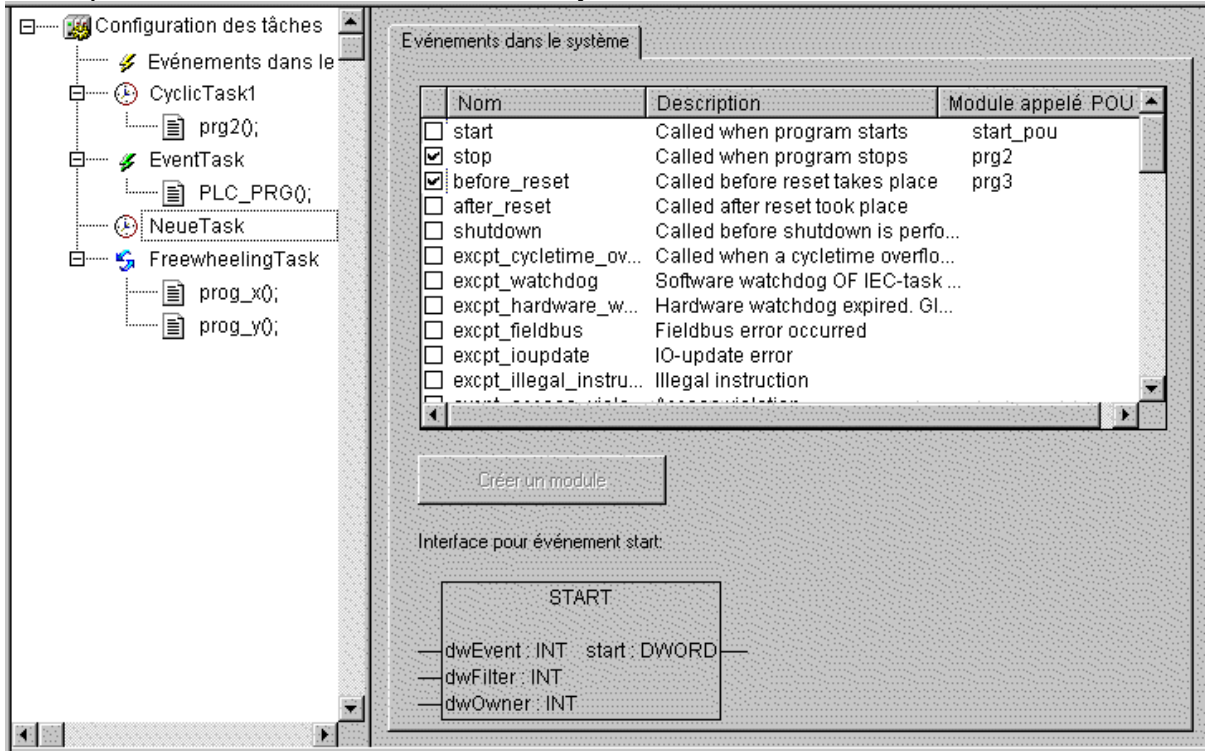 Configuration des tâches
Evénements dans le
CyclicTask1
prg2();
EventTask
PLC_PRG();
NeueTask
FreewheelingTask
prog_x();
prog_y();
Evénements dans le système
Nom Description Module appelé POU
start Called when program starts start_pou
stop Called when program stops prg2
before_reset Called before reset takes place prg3
after_reset Called after reset took place
shutdown Called before shutdown is perfo...
excpt_cycletime_ov... Called when a cycletime overflo...
excpt_watchdog Software watchdog OF IEC-task ...
excpt_hardware_w... Hardware watchdog expired. Gl...
excpt_fieldbus Fieldbus error occurred
excpt_ioupdate IO-update error
excpt_illegal_instru... Illegal instruction
Créer un module
Interface pour événement start:
START
dwEvent : INT start : DWORD
dwFilter : INT
dwOwner : INT